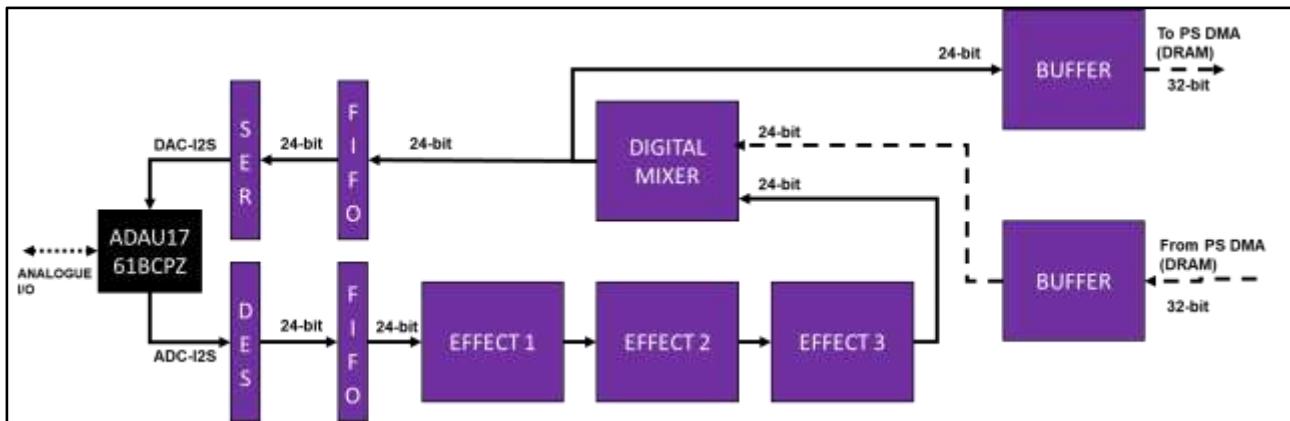 To PS DMA
(DRAM)
32-bit
24-bit
BUFFER
S
E
R
F
I
F
O
DAC-I2S
24-bit
24-bit
DIGITAL
MIXER
24-bit
24-bit
ADAU17
61BCPZ
ANALOGUE
I/O
From PS DMA
(DRAM)
32-bit
BUFFER
ADC-I2S
D
E
S
24-bit
F
I
F
O
24-bit
EFFECT 1
EFFECT 2
EFFECT 3